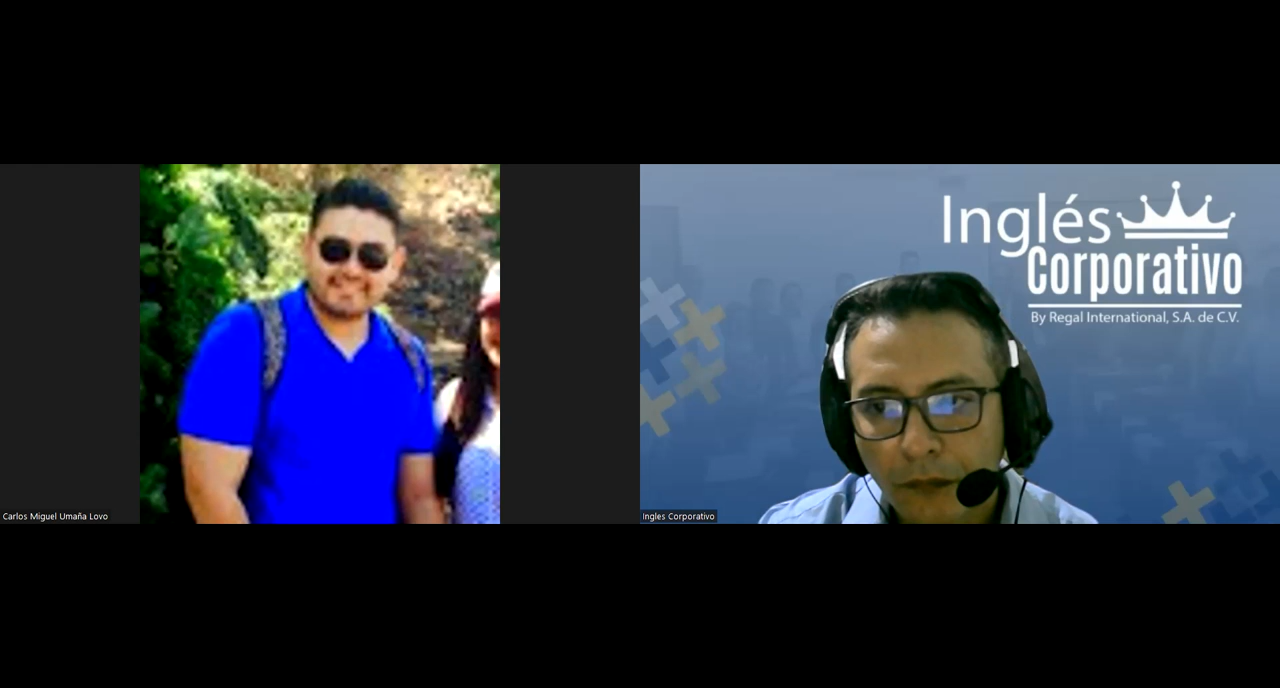 Inglés
Corporativo
By Regal International, S.A. de C.V.
Carlos Miguel Umaña Lovo
Ingles Corporativo